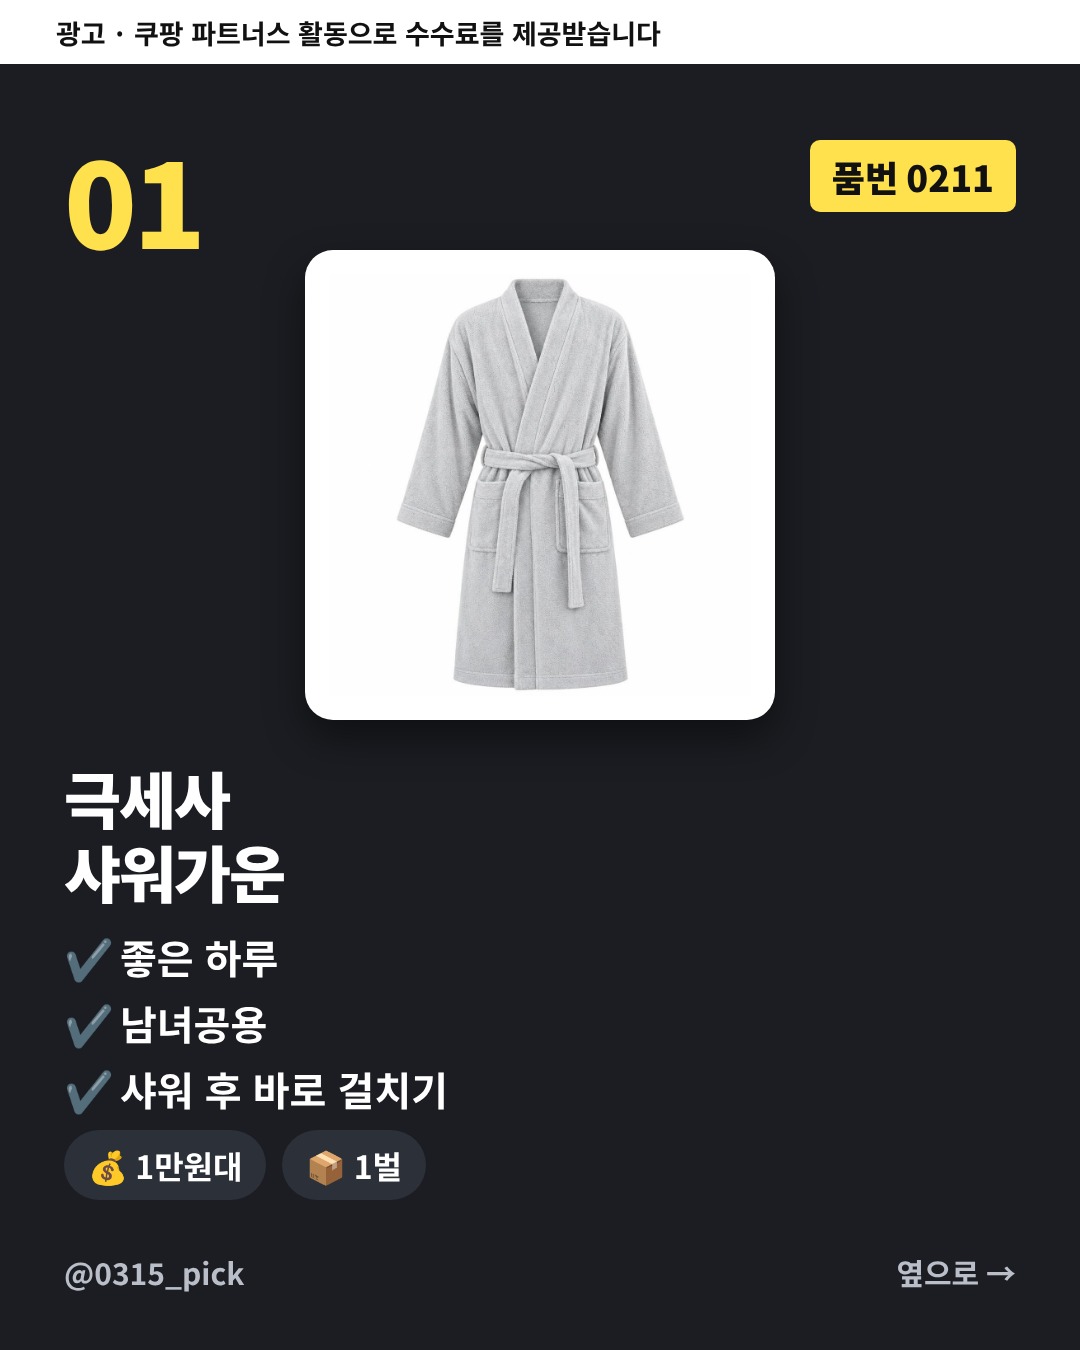 광고 · 쿠팡 파트너스 활동으로 수수료를 제공받습니다
01
품번 0211
극세사
샤워가운
✔️ 좋은 하루
✔️ 남녀공용
✔️ 샤워 후 바로 걸치기
💰 1만원대
📦 1벌
@0315_pick
옆으로 →